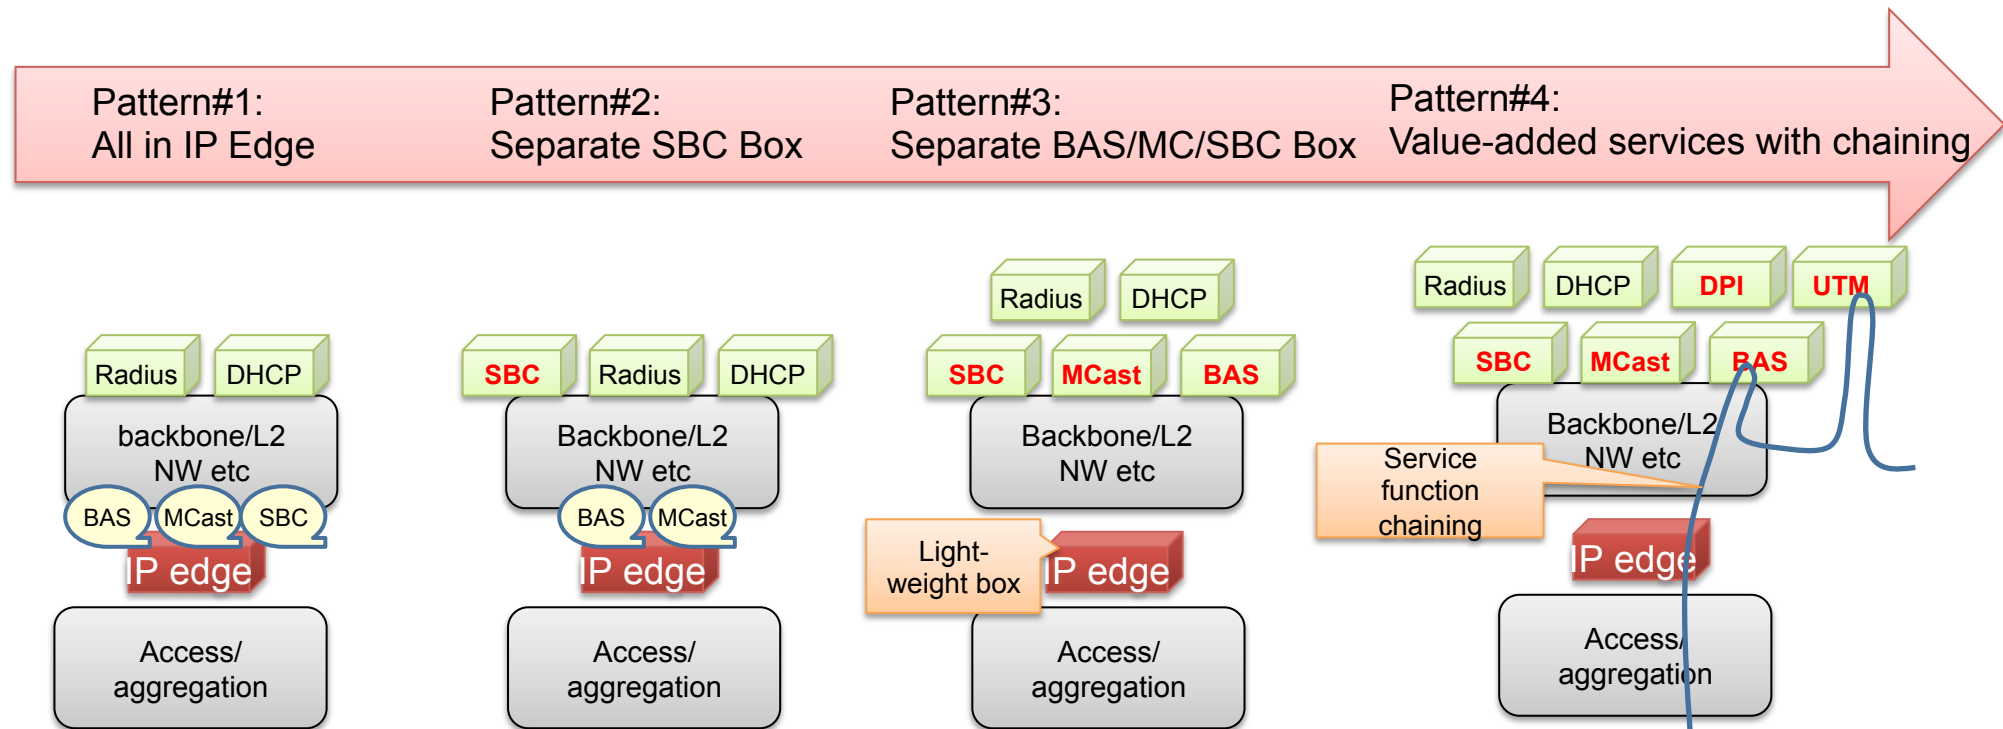 Pattern#1:
All in IP Edge
Pattern#2:
Separate SBC Box
Pattern#3:
Separate BAS/MC/SBC Box
Pattern#4:
Value-added services with chaining
Radius
DHCP
backbone/L2
NW etc
BAS
MCast
SBC
IP edge
Access/
aggregation
SBC
Radius
DHCP
Backbone/L2
NW etc
BAS
MCast
IP edge
Access/
aggregation
Radius
DHCP
SBC
MCast
BAS
Backbone/L2
NW etc
Light-
weight box
IP edge
Access/
aggregation
Radius
DHCP
DPI
UTM
SBC
MCast
BAS
Backbone/L2
NW etc
Service
function
chaining
IP edge
Access/
aggregation